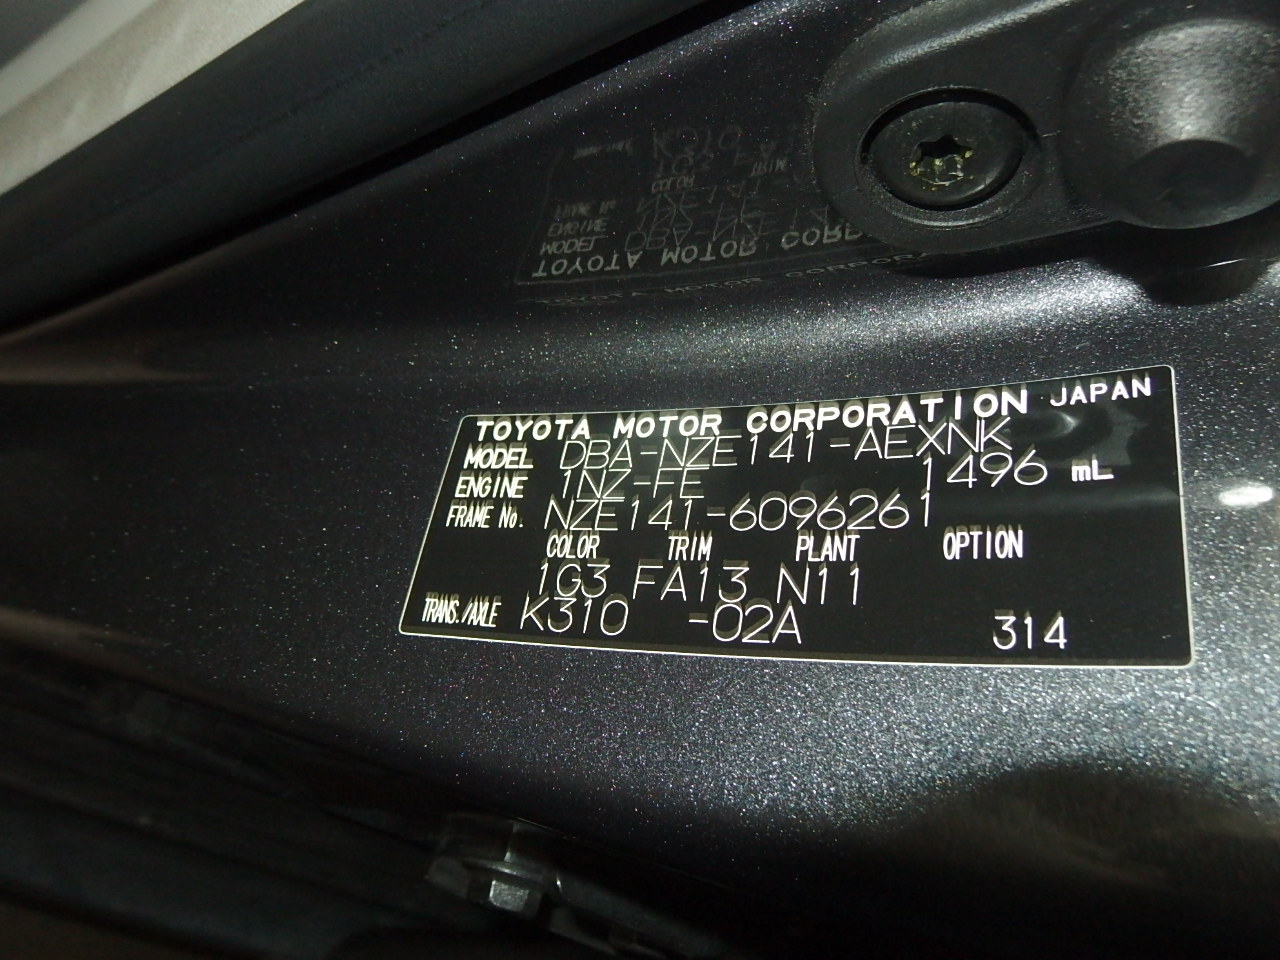 TOYOTA MOTOR CORPORATION JAPAN
MODEL DBA-NZE141-AEXNK
ENGINE 1NZ-FE 1496 mL
FRAME No. NZE141-6096261
COLOR TRIM PLANT OPTION
1G3 FA13 N11
TRANS./AXLE K310 -02A 314